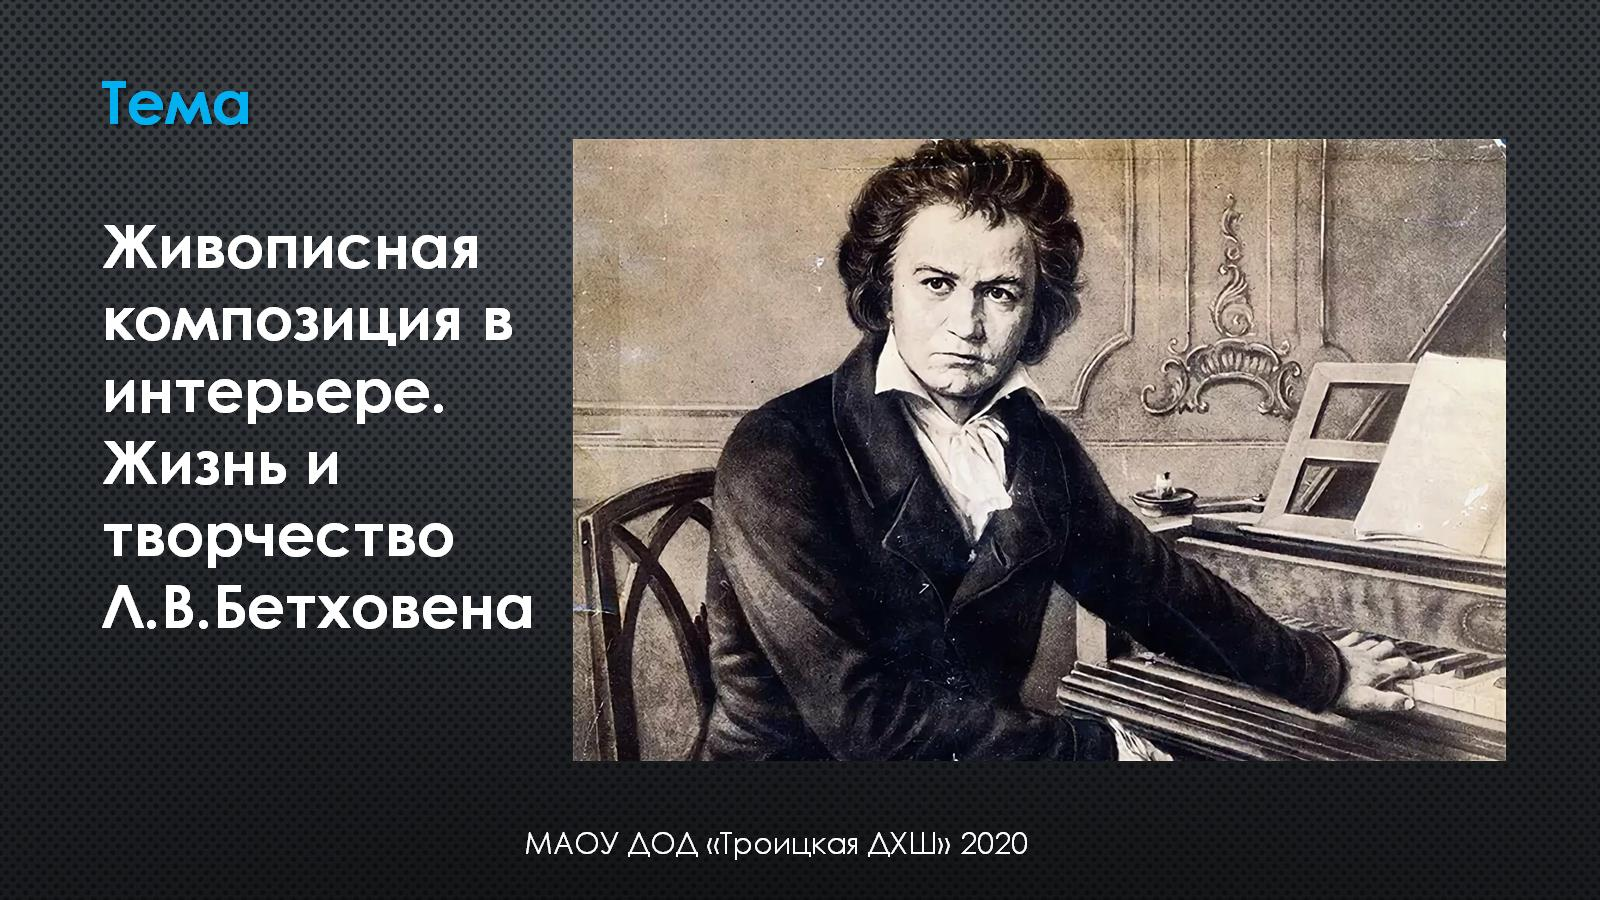 Тема
Живописная
композиция в
интерьере.
Жизнь и
творчество
Л.В.Бетховена
МАОУ ДОД «Троицкая ДХШ» 2020